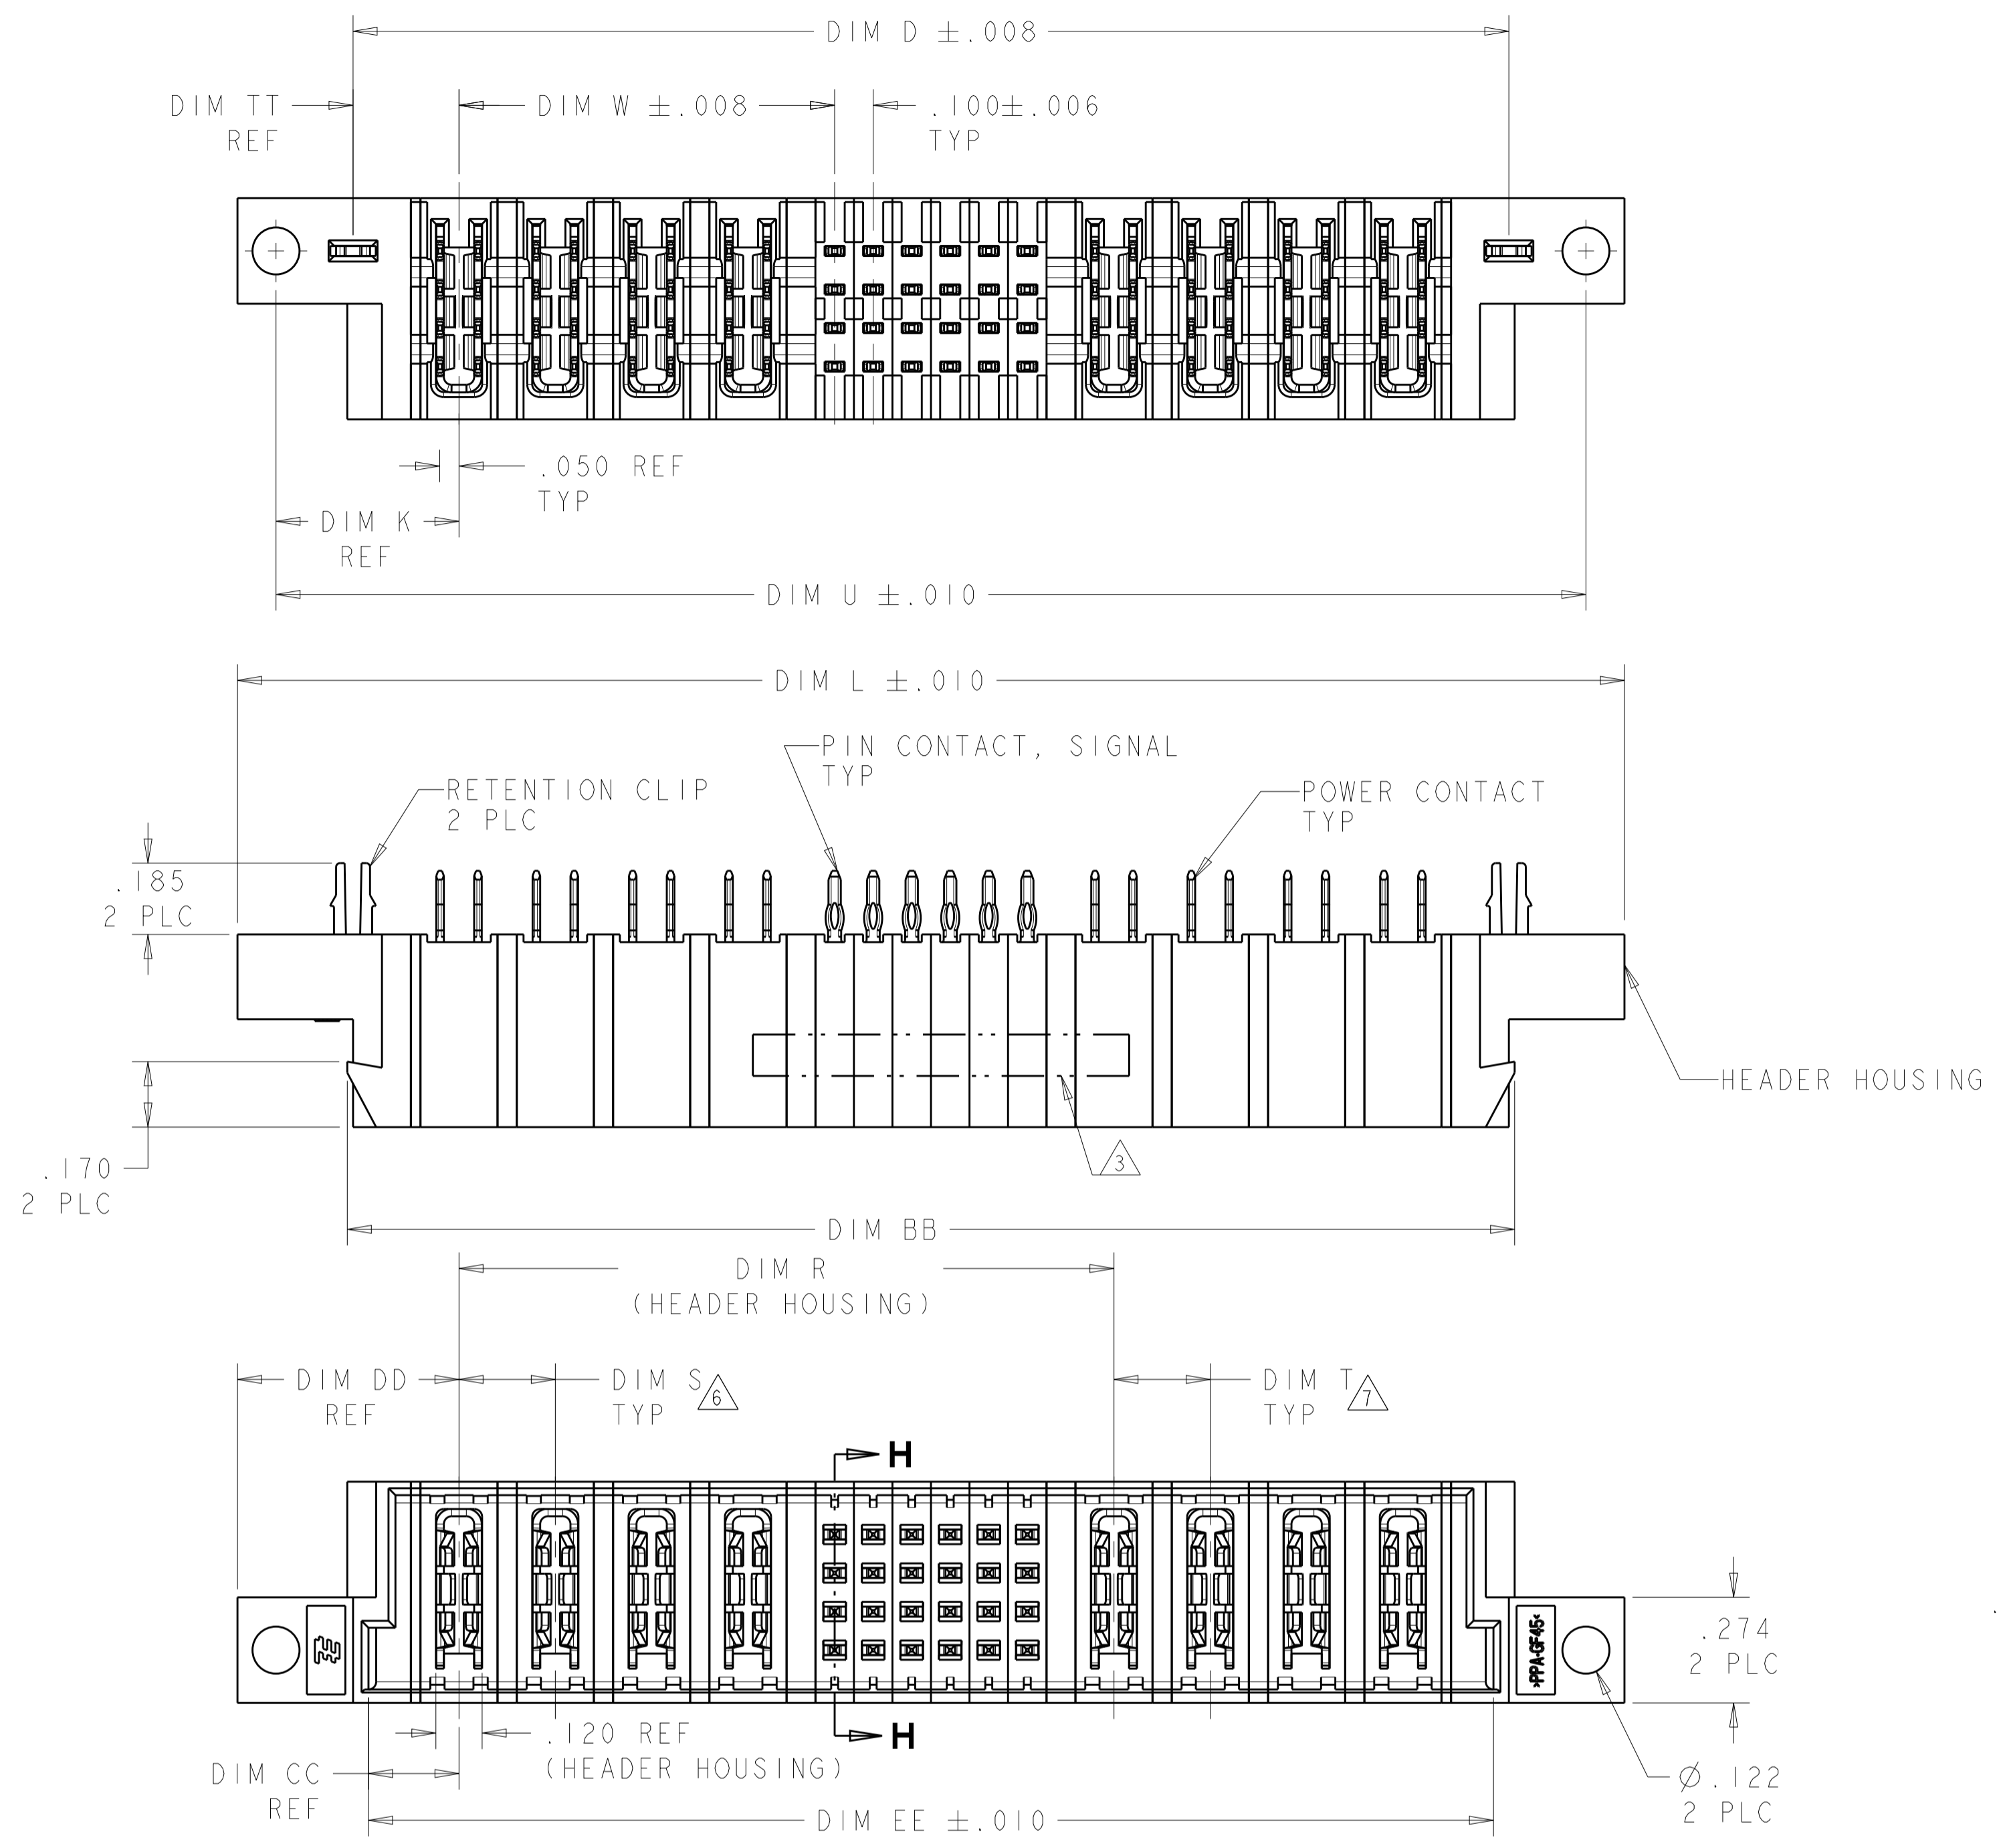 DIM D ±.008
DIM TT
REF
DIM W ±.008
.100±.006
TYP
.050 REF
TYP
DIM K
REF
DIM U ±.010
DIM L ±.010
PIN CONTACT, SIGNAL
TYP
RETENTION CLIP
2 PLC
POWER CONTACT
TYP
.185
2 PLC
HEADER HOUSING
3
.170
2 PLC
DIM BB
DIM R
(HEADER HOUSING)
DIM DD
REF
DIM S 6
TYP
DIM T 7
TYP
H
TE
>PPA-GF45<
.274
2 PLC
H
.120 REF
(HEADER HOUSING)
DIM CC
REF
Ø.122
2 PLC
DIM EE ±.010